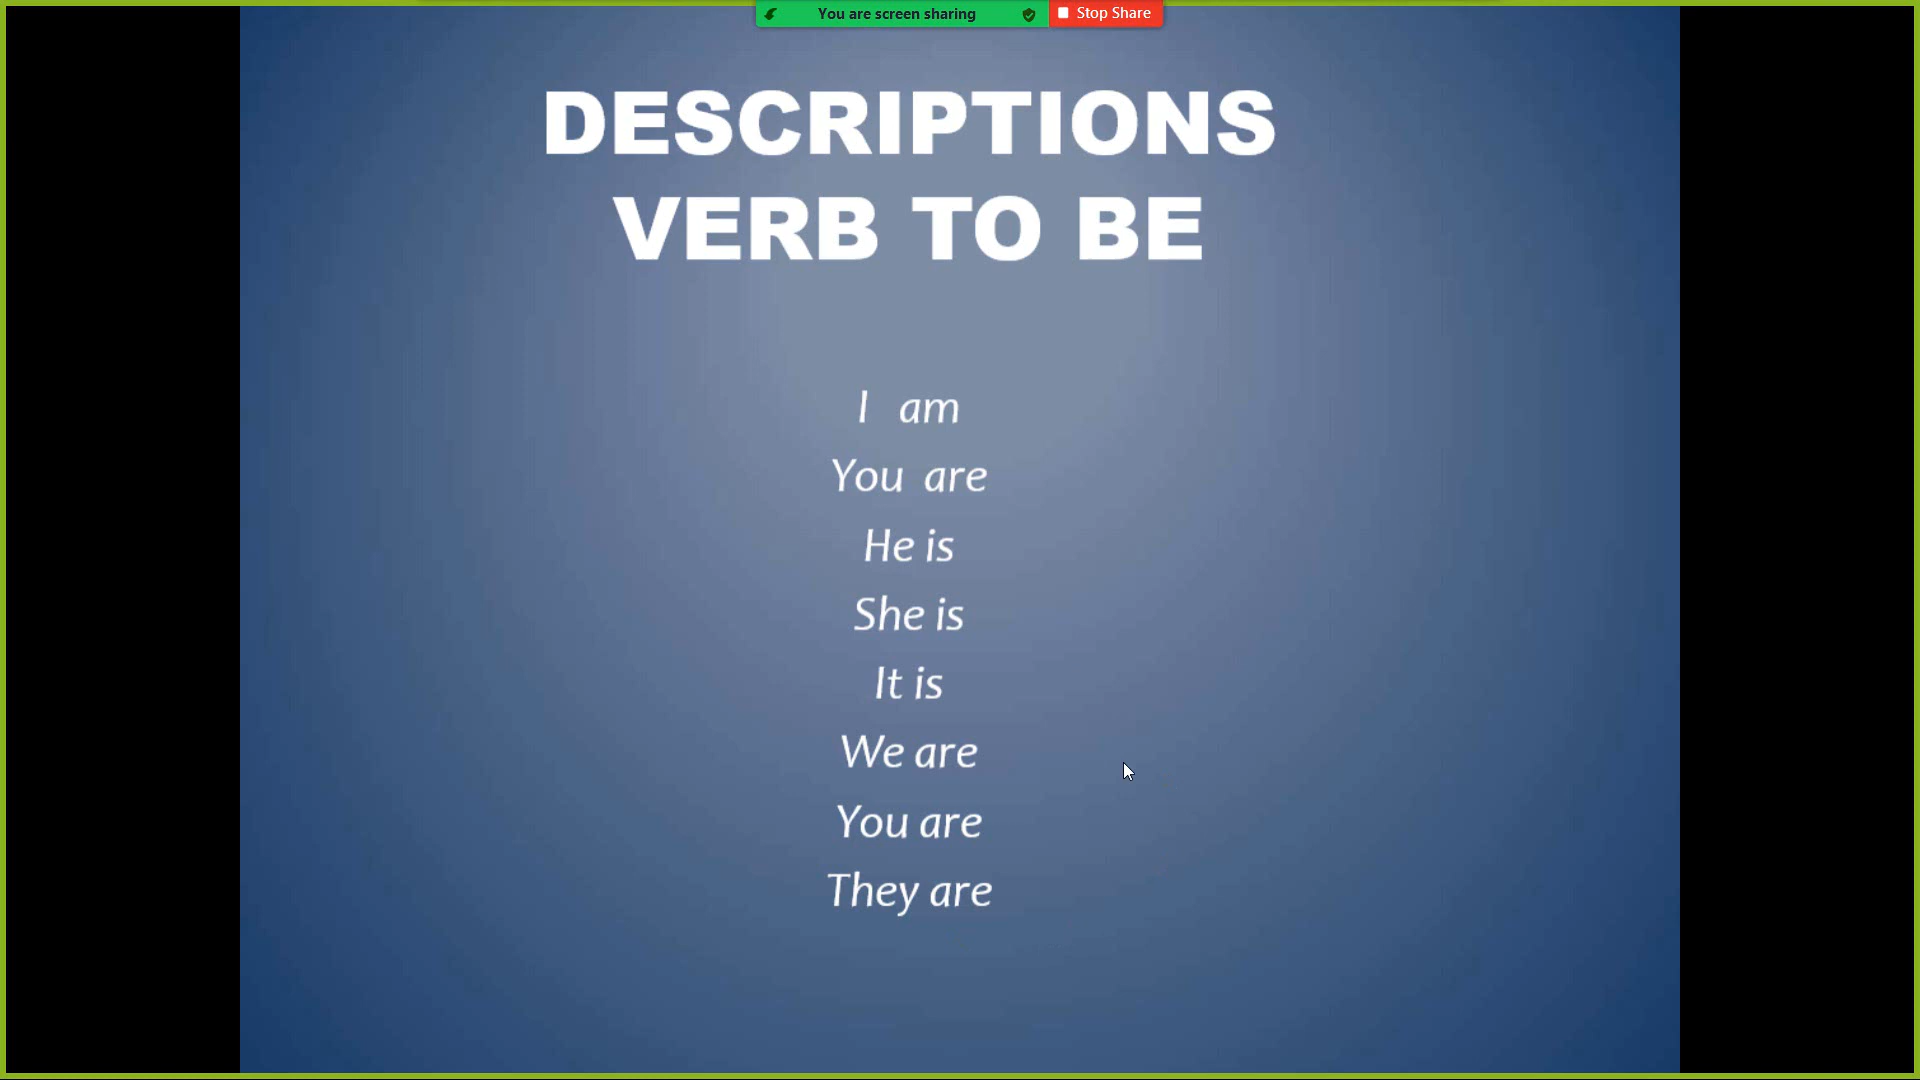 You are screen sharing Stop Share
DESCRIPTIONS
VERB TO BE
I am
You are
He is
She is
It is
We are
You are
They are